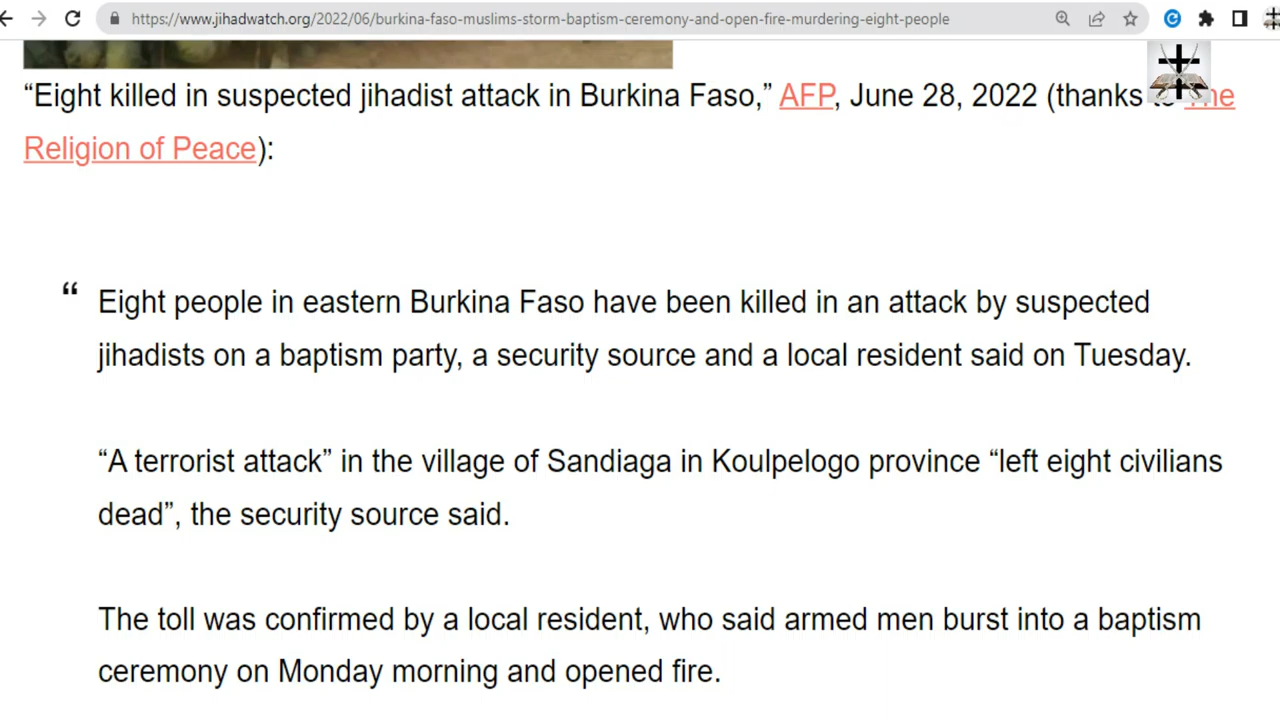 https://www.jihadwatch.org/2022/06/burkina-faso-muslims-storm-baptism-ceremony-and-open-fire-murdering-eight-people
“Eight killed in suspected jihadist attack in Burkina Faso,” AFP, June 28, 2022 (thanks to The
Religion of Peace):
“ Eight people in eastern Burkina Faso have been killed in an attack by suspected
jihadists on a baptism party, a security source and a local resident said on Tuesday.
“A terrorist attack” in the village of Sandiaga in Koulpelogo province “left eight civilians
dead”, the security source said.
The toll was confirmed by a local resident, who said armed men burst into a baptism
ceremony on Monday morning and opened fire.